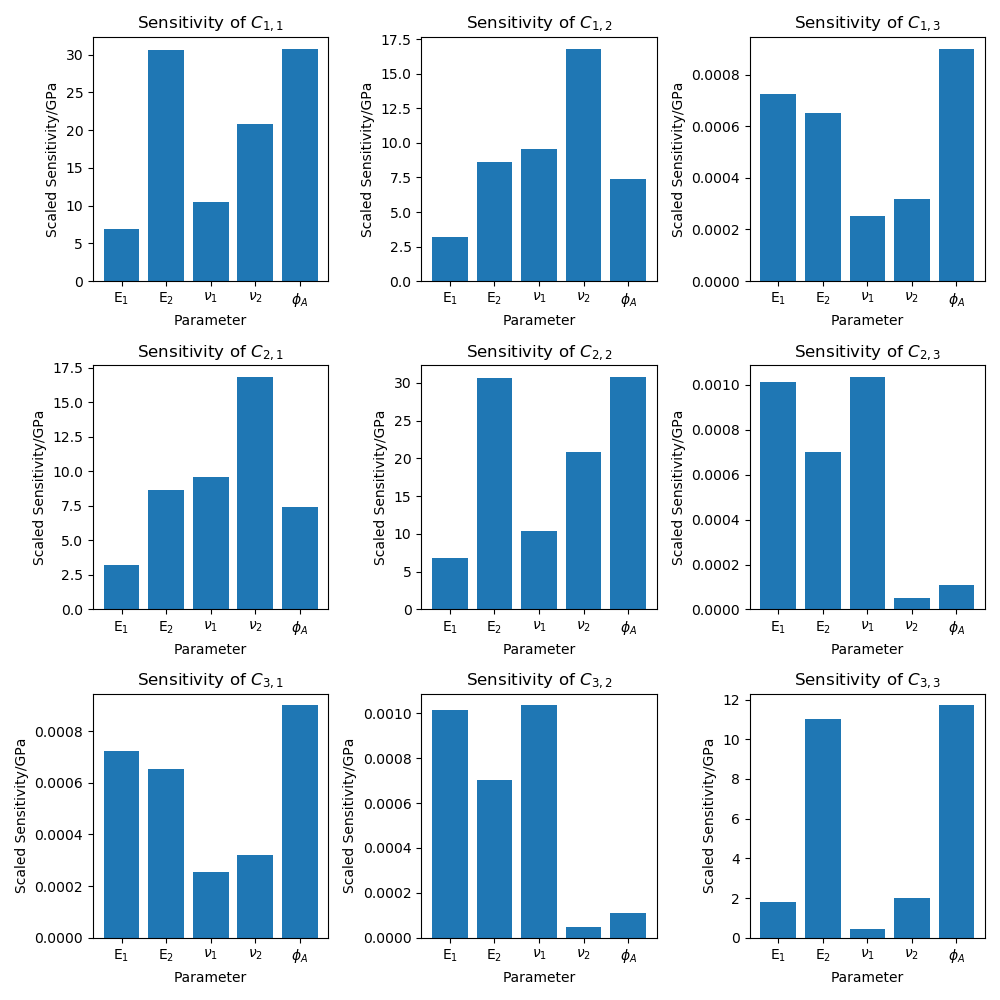 Sensitivity of C1,1
Scaled Sensitivity/GPa
30
25
20
15
10
5
0
E1 E2 ν1 ν2 ϕA
Parameter
Sensitivity of C1,2
Scaled Sensitivity/GPa
17.5
15.0
12.5
10.0
7.5
5.0
2.5
0.0
E1 E2 ν1 ν2 ϕA
Parameter
Sensitivity of C1,3
Scaled Sensitivity/GPa
0.0008
0.0006
0.0004
0.0002
0.0000
E1 E2 ν1 ν2 ϕA
Parameter
Sensitivity of C2,1
Scaled Sensitivity/GPa
17.5
15.0
12.5
10.0
7.5
5.0
2.5
0.0
E1 E2 ν1 ν2 ϕA
Parameter
Sensitivity of C2,2
Scaled Sensitivity/GPa
30
25
20
15
10
5
0
E1 E2 ν1 ν2 ϕA
Parameter
Sensitivity of C2,3
Scaled Sensitivity/GPa
0.0010
0.0008
0.0006
0.0004
0.0002
0.0000
E1 E2 ν1 ν2 ϕA
Parameter
Sensitivity of C3,1
Scaled Sensitivity/GPa
0.0008
0.0006
0.0004
0.0002
0.0000
E1 E2 ν1 ν2 ϕA
Parameter
Sensitivity of C3,2
Scaled Sensitivity/GPa
0.0010
0.0008
0.0006
0.0004
0.0002
0.0000
E1 E2 ν1 ν2 ϕA
Parameter
Sensitivity of C3,3
Scaled Sensitivity/GPa
12
10
8
6
4
2
0
E1 E2 ν1 ν2 ϕA
Parameter